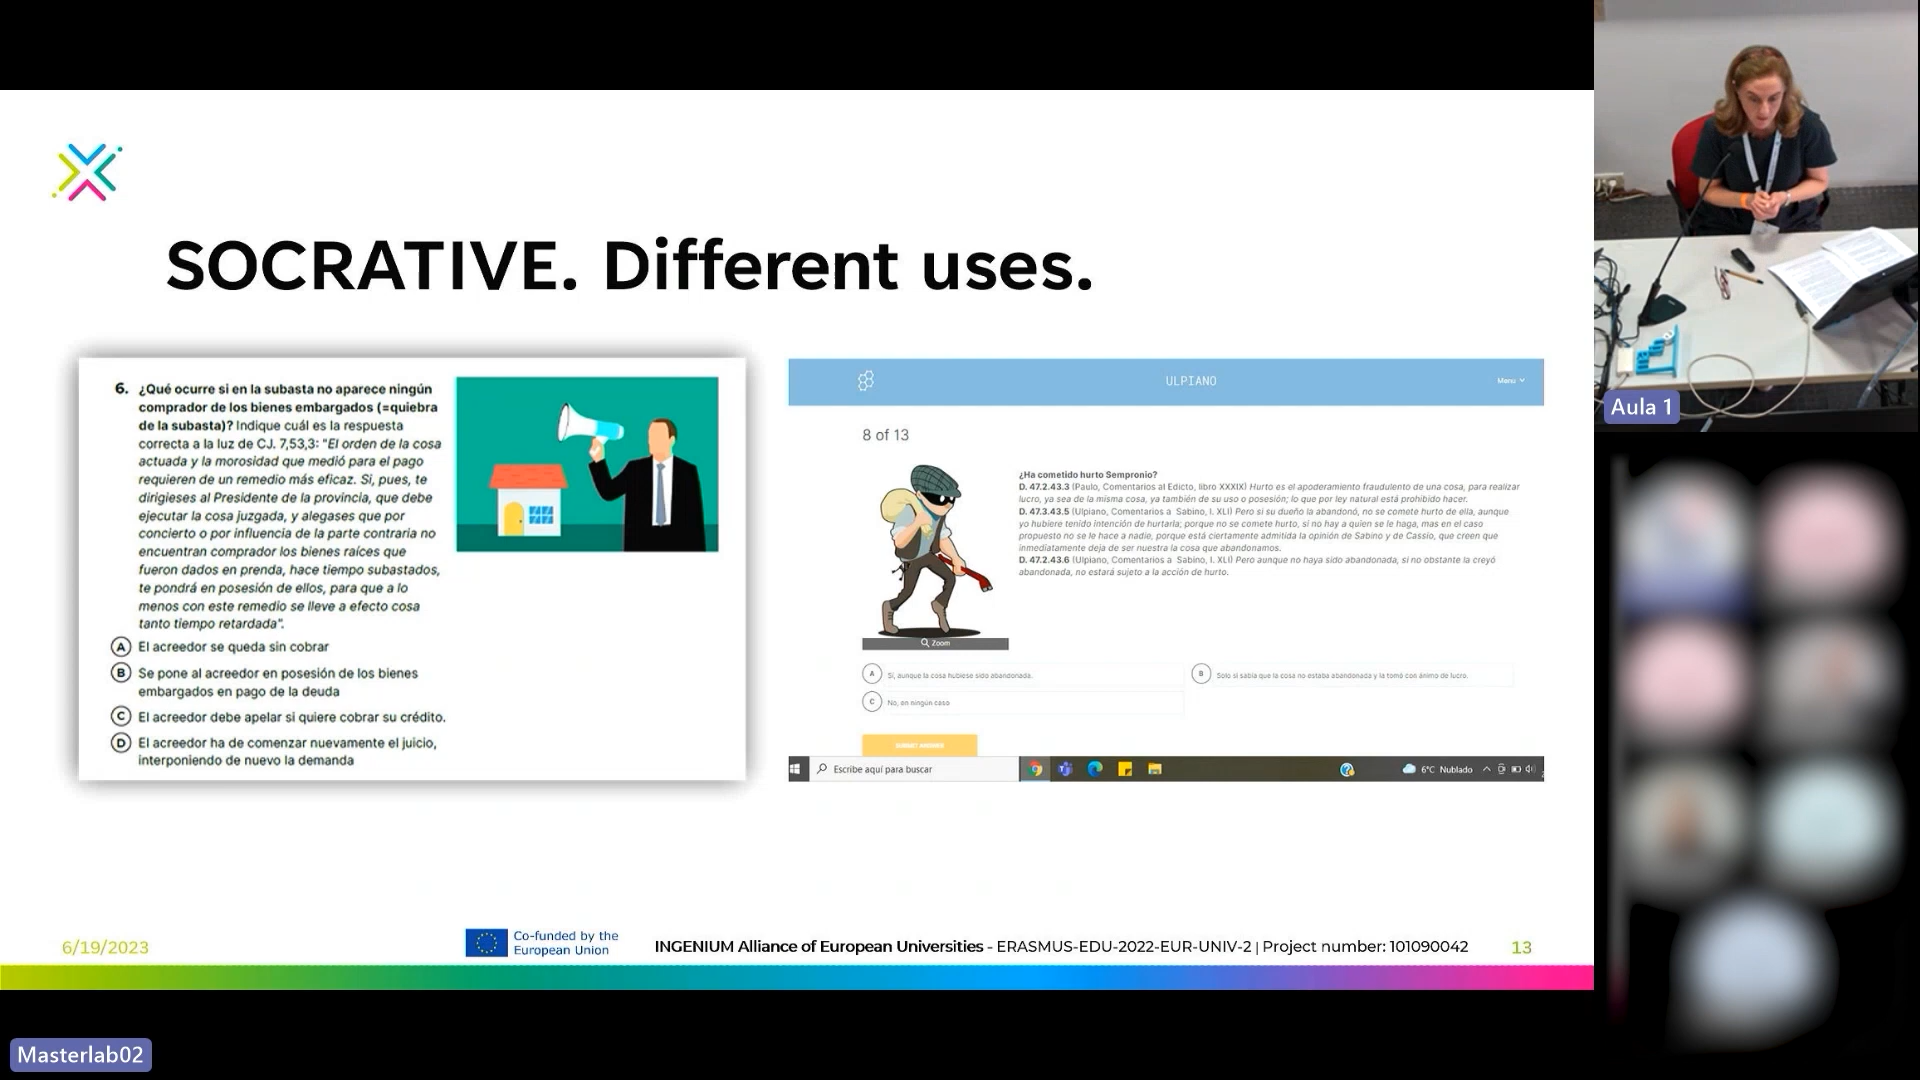 SOCRATIVE. Different uses.
6. ¿Qué ocurre si en la subasta no aparece ningún
comprador de los bienes embargados (=quiebra
de la subasta)? Indique cuál es la respuesta
correcta a la luz de CJ. 7,53,3: "El orden de la cosa
actuada y la morosidad que medió para el pago
requieren de un remedio más eficaz. Si, pues, te
dirigieses al Presidente de la provincia, que debe
ejecutar la cosa juzgada, y alegases que por
concierto o por influencia de la parte contraria no
encuentran comprador los bienes raíces que
fueron dados en prenda, hace tiempo subastados,
te pondrá en posesión de ellos, para que a lo
menos con este remedio se lleve a efecto cosa
tanto tiempo retardada".
A El acreedor se queda sin cobrar
B Se pone al acreedor en posesión de los bienes
embargados en pago de la deuda
C El acreedor debe apelar si quiere cobrar su crédito.
D El acreedor ha de comenzar nuevamente el juicio,
interponiendo de nuevo la demanda
ULPIANO
Menu
8 of 13
¿Ha cometido hurto Sempronio?
D. 47.2.43.3 (Paulo, Comentarios al Edicto, libro XXXIX) Hurto es el apoderamiento fraudulento de una cosa, para realizar
lucro, ya sea de la misma cosa, ya también de su uso o posesión; lo que por ley natural está prohibido hacer.
D. 47.3.43.5 (Ulpiano, Comentarios a Sabino, l. XLI) Pero si su dueño la abandonó, no se comete hurto de ella, aunque
yo hubiere tenido intención de hurtarla; porque no se comete hurto, si no hay a quien se le haga, mas en el caso
propuesto no se le hace a nadie, porque está ciertamente admitida la opinión de Sabino y de Cassio, que creen que
inmediatamente deja de ser nuestra la cosa que abandonamos.
D. 47.2.43.6 (Ulpiano, Comentarios a Sabino, l. XLI) Pero aunque no haya sido abandonada, si no obstante la creyó
abandonada, no estará sujeto a la acción de hurto.
Zoom
A Sí, aunque la cosa hubiese sido abandonada.
B Solo si sabía que la cosa no estaba abandonada y la tomó con ánimo de lucro.
C No, en ningún caso
SUBMIT ANSWER
Escribe aquí para buscar
6°C Nublado
6/19/2023
Co-funded by the
European Union
INGENIUM Alliance of European Universities - ERASMUS-EDU-2022-EUR-UNIV-2 | Project number: 101090042
13
Aula 1
Masterlab02